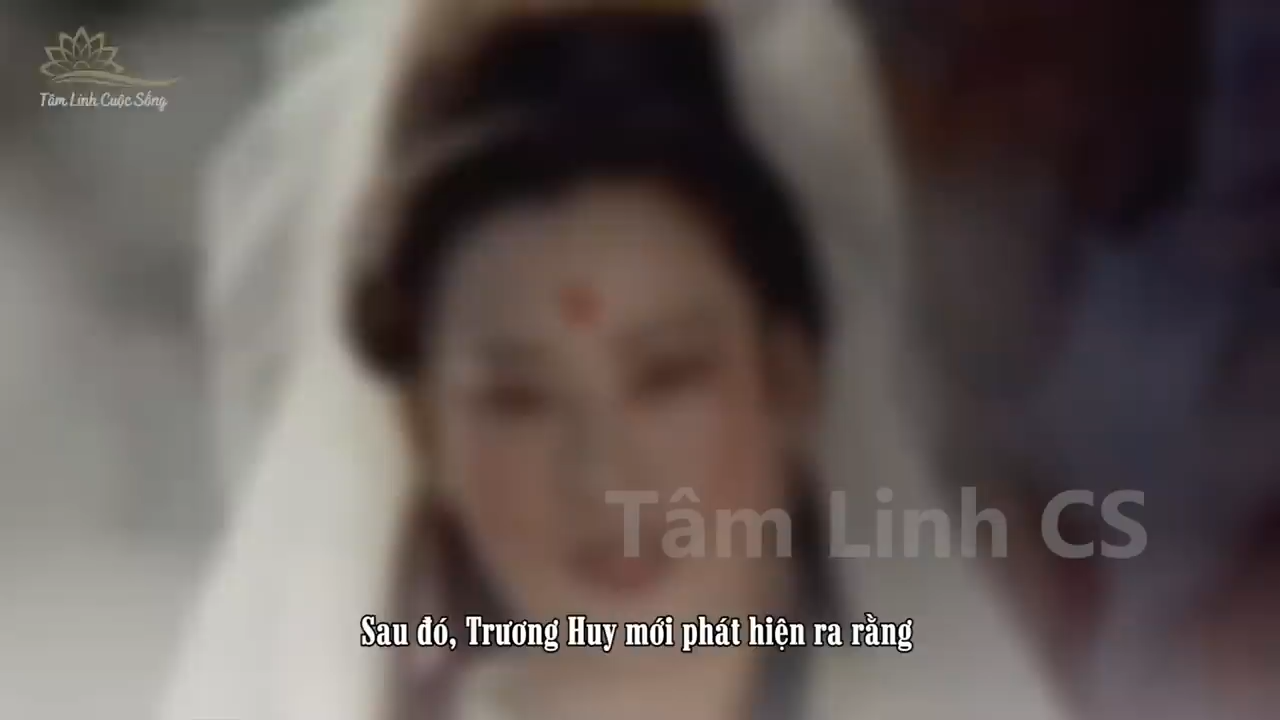 Tâm Linh Cuộc Sống
Tâm Linh CS
Sau đó, Trương Huy mới phát hiện ra rằng